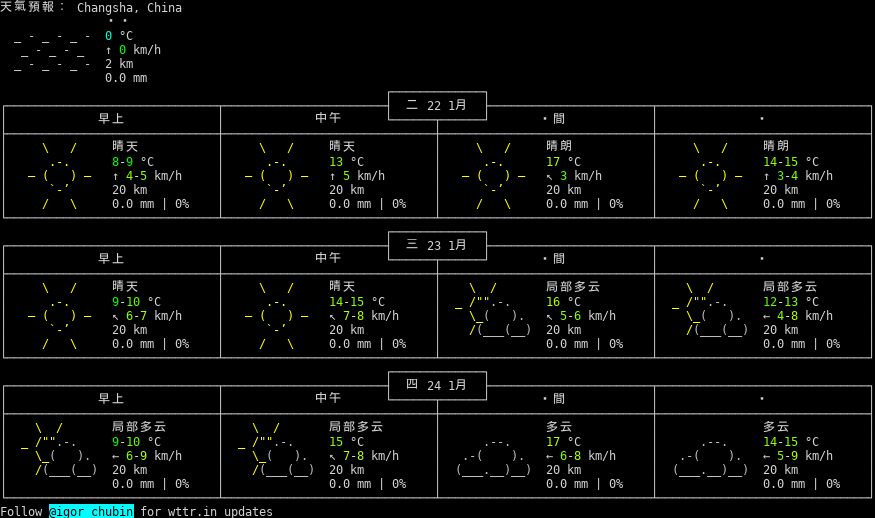 天氣預報： Changsha, China
0 °C
↑ 0 km/h
2 km
0.0 mm
二 22 1月
早上 中午 ·間 ·
晴天 晴天 晴朗 晴朗
8-9 °C 13 °C 17 °C 14-15 °C
↑ 4-5 km/h ↑ 5 km/h ↖ 3 km/h ↑ 3-4 km/h
20 km 20 km 20 km 20 km
0.0 mm | 0% 0.0 mm | 0% 0.0 mm | 0% 0.0 mm | 0%
三 23 1月
早上 中午 ·間 ·
晴天 晴天 局部多云 局部多云
9-10 °C 14-15 °C 16 °C 12-13 °C
↖ 6-7 km/h ↖ 7-8 km/h ↖ 5-6 km/h ← 4-8 km/h
20 km 20 km 20 km 20 km
0.0 mm | 0% 0.0 mm | 0% 0.0 mm | 0% 0.0 mm | 0%
四 24 1月
早上 中午 ·間 ·
局部多云 局部多云 多云 多云
9-10 °C 15 °C 17 °C 14-15 °C
← 6-9 km/h ↖ 7-8 km/h ← 6-8 km/h ← 5-9 km/h
20 km 20 km 20 km 20 km
0.0 mm | 0% 0.0 mm | 0% 0.0 mm | 0% 0.0 mm | 0%
Follow @igor_chubin for wttr.in updates